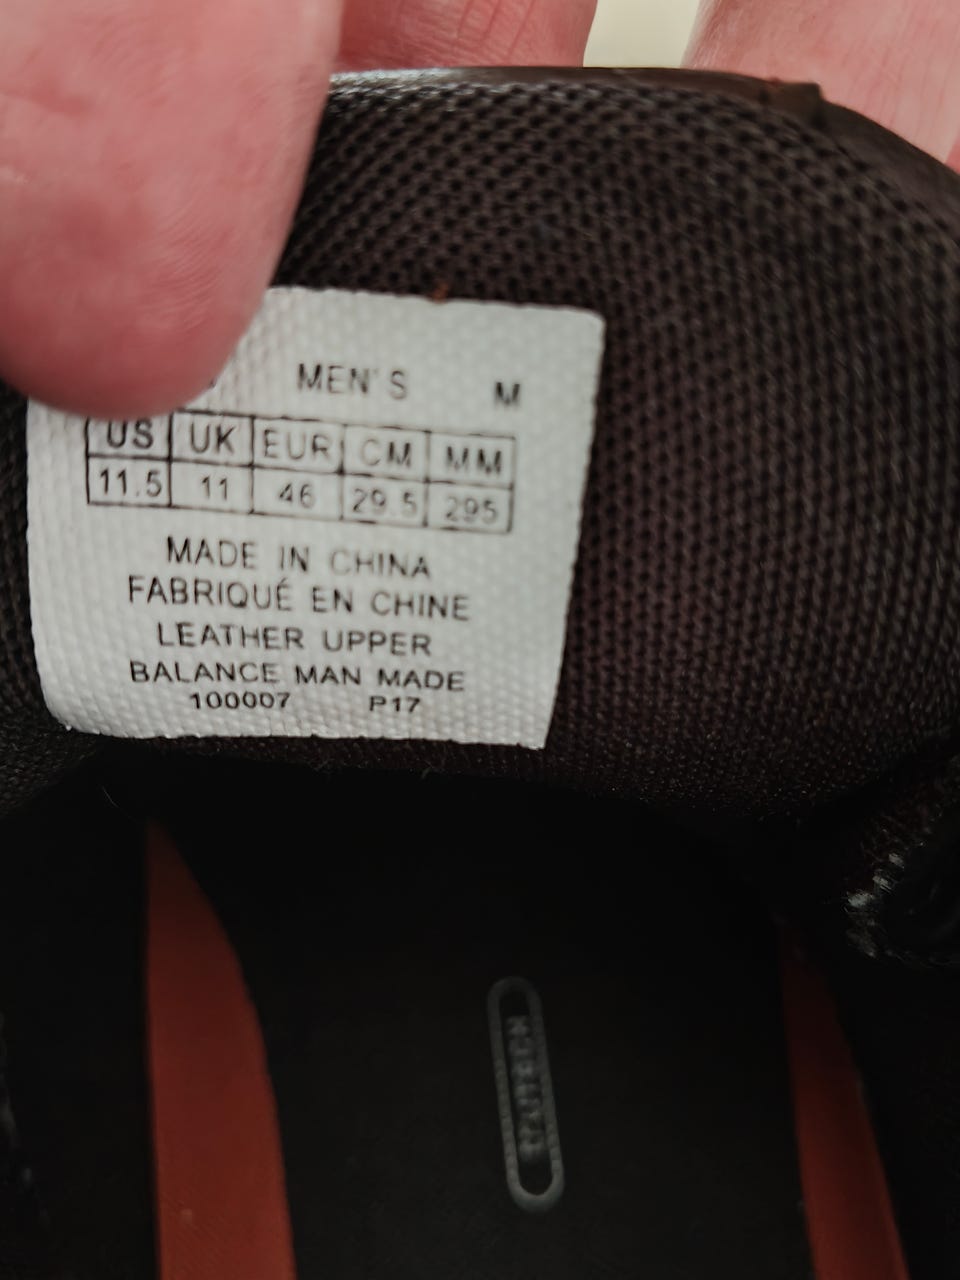 MEN'S M
US UK EUR CM MM
11.5 11 46 29.5 295
MADE IN CHINA
FABRIQUÉ EN CHINE
LEATHER UPPER
BALANCE MAN MADE
100007 P17